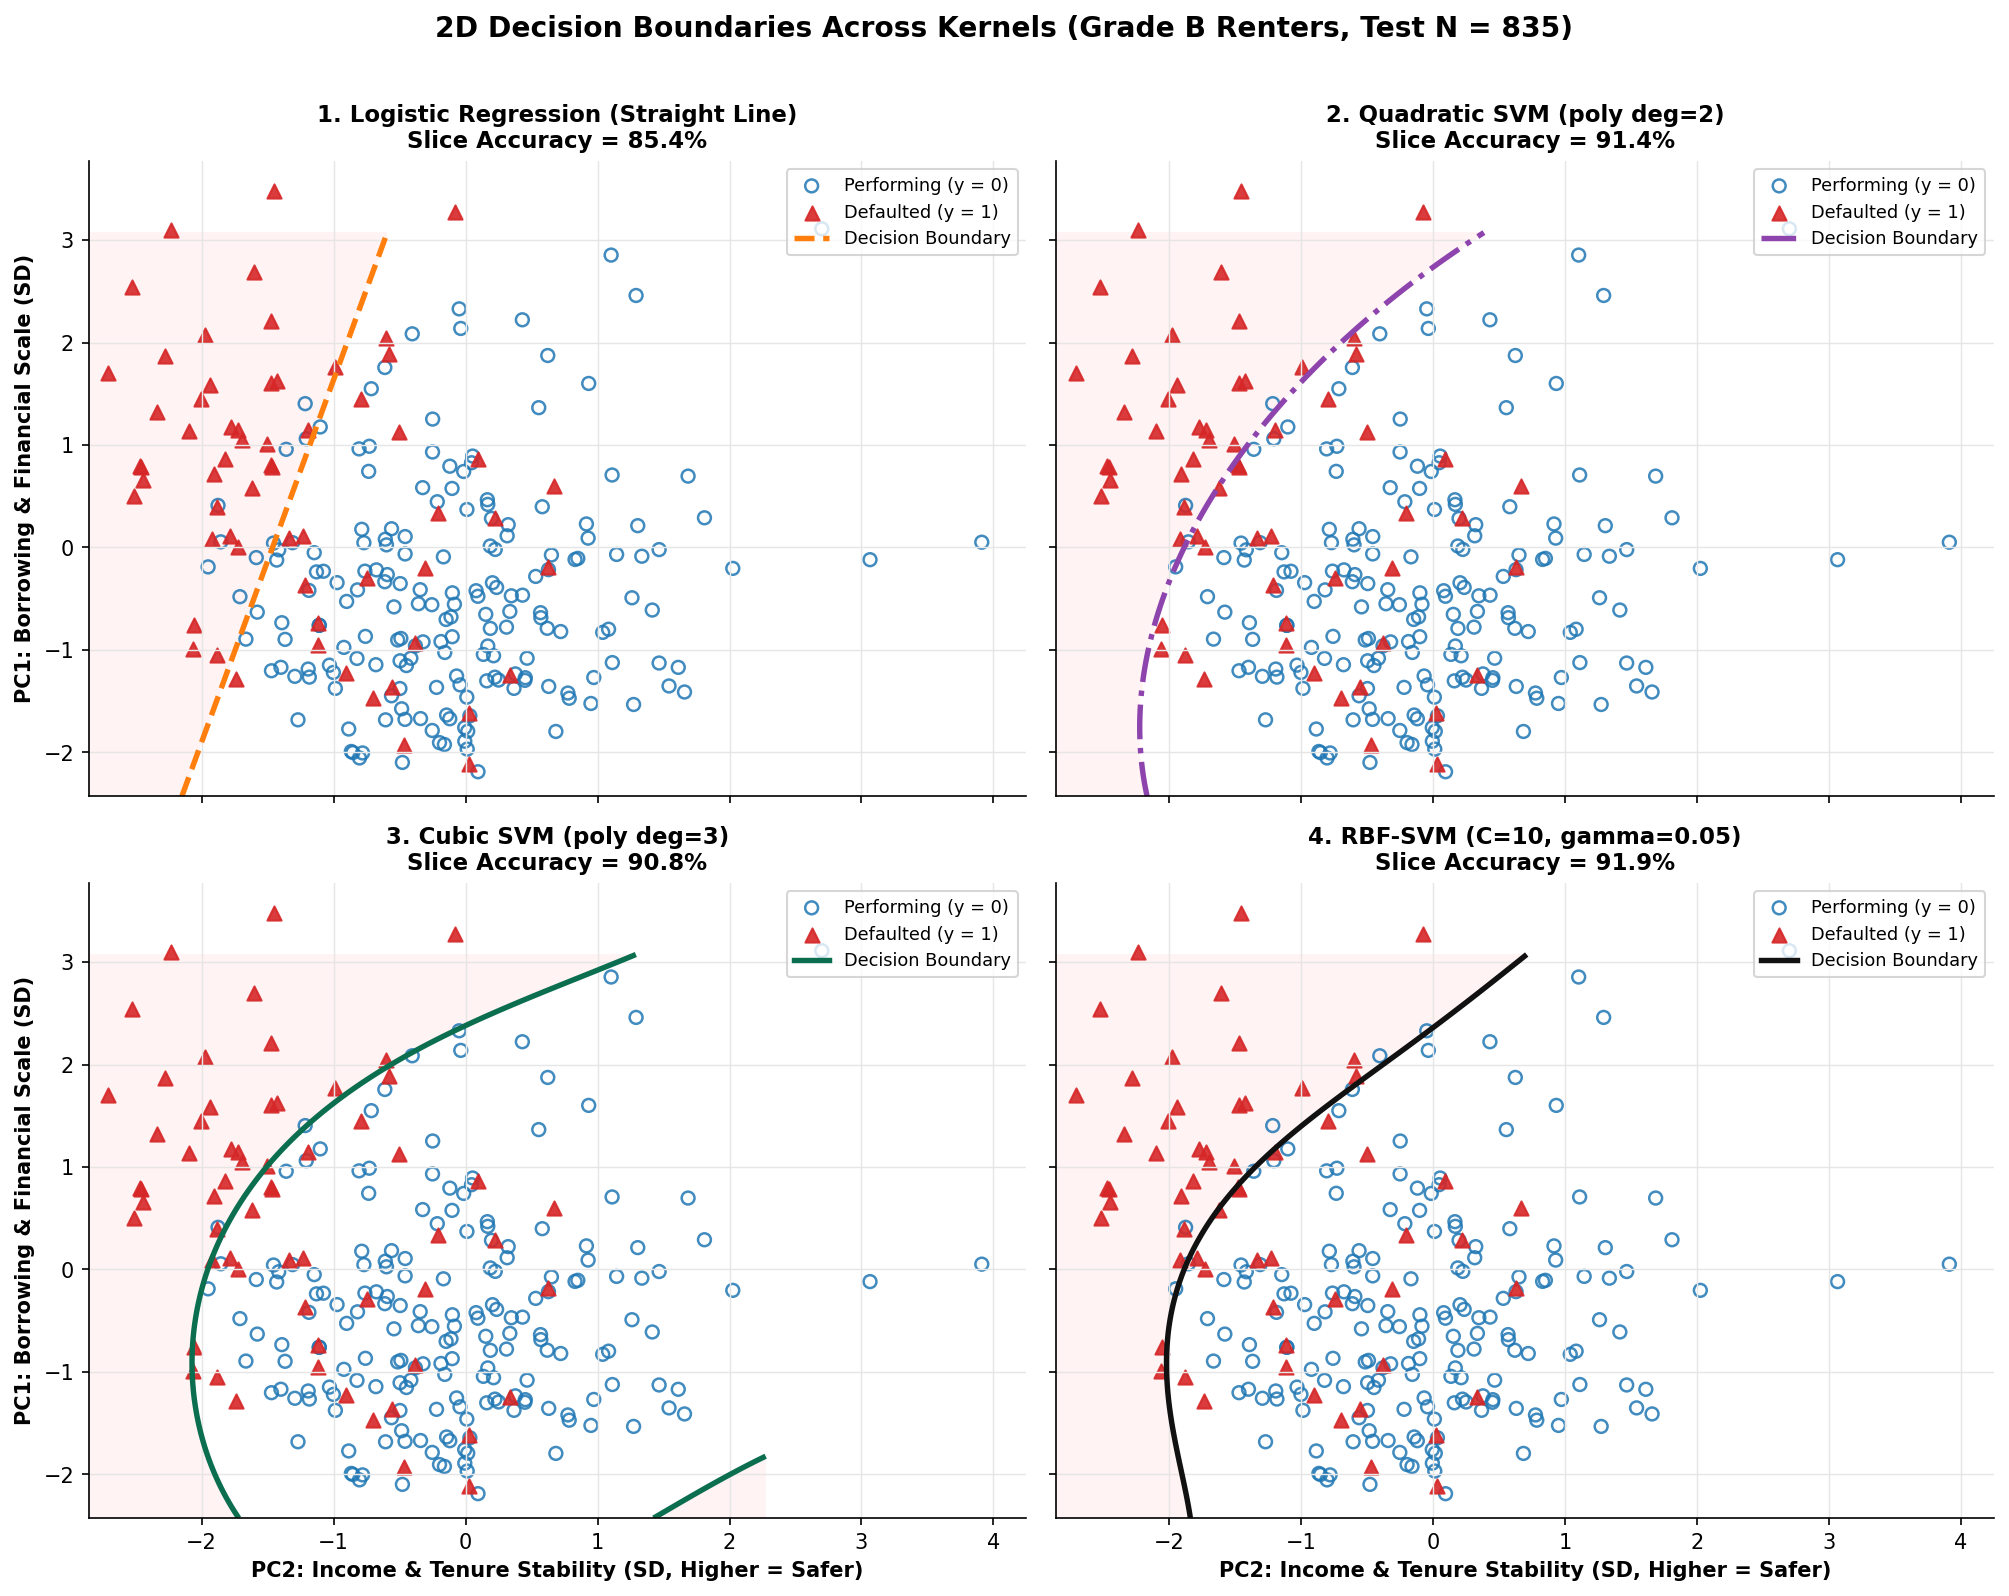 2D Decision Boundaries Across Kernels (Grade B Renters, Test N = 835)
1. Logistic Regression (Straight Line)
Slice Accuracy = 85.4%
Performing (y = 0)
Defaulted (y = 1)
Decision Boundary
PC1: Borrowing & Financial Scale (SD)
3
2
1
0
−1
−2
2. Quadratic SVM (poly deg=2)
Slice Accuracy = 91.4%
Performing (y = 0)
Defaulted (y = 1)
Decision Boundary
3. Cubic SVM (poly deg=3)
Slice Accuracy = 90.8%
Performing (y = 0)
Defaulted (y = 1)
Decision Boundary
PC1: Borrowing & Financial Scale (SD)
3
2
1
0
−1
−2
−2 −1 0 1 2 3 4
PC2: Income & Tenure Stability (SD, Higher = Safer)
4. RBF-SVM (C=10, gamma=0.05)
Slice Accuracy = 91.9%
Performing (y = 0)
Defaulted (y = 1)
Decision Boundary
−2 −1 0 1 2 3 4
PC2: Income & Tenure Stability (SD, Higher = Safer)